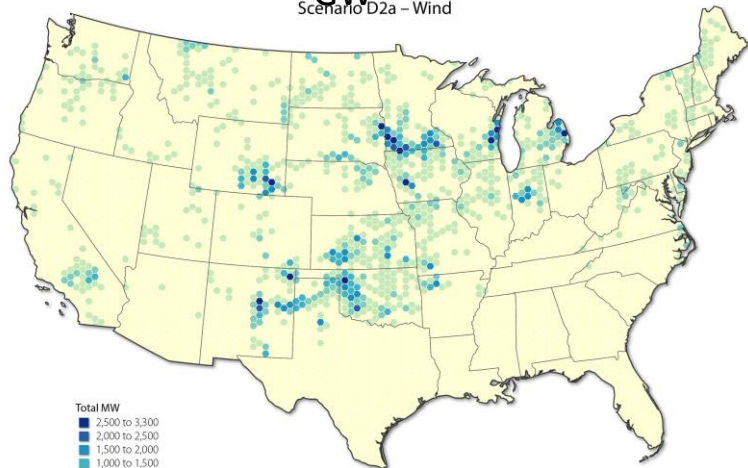 Scenario D2a – Wind
Total MW
2,500 to 3,300
2,000 to 2,500
1,500 to 2,000
1,000 to 1,500